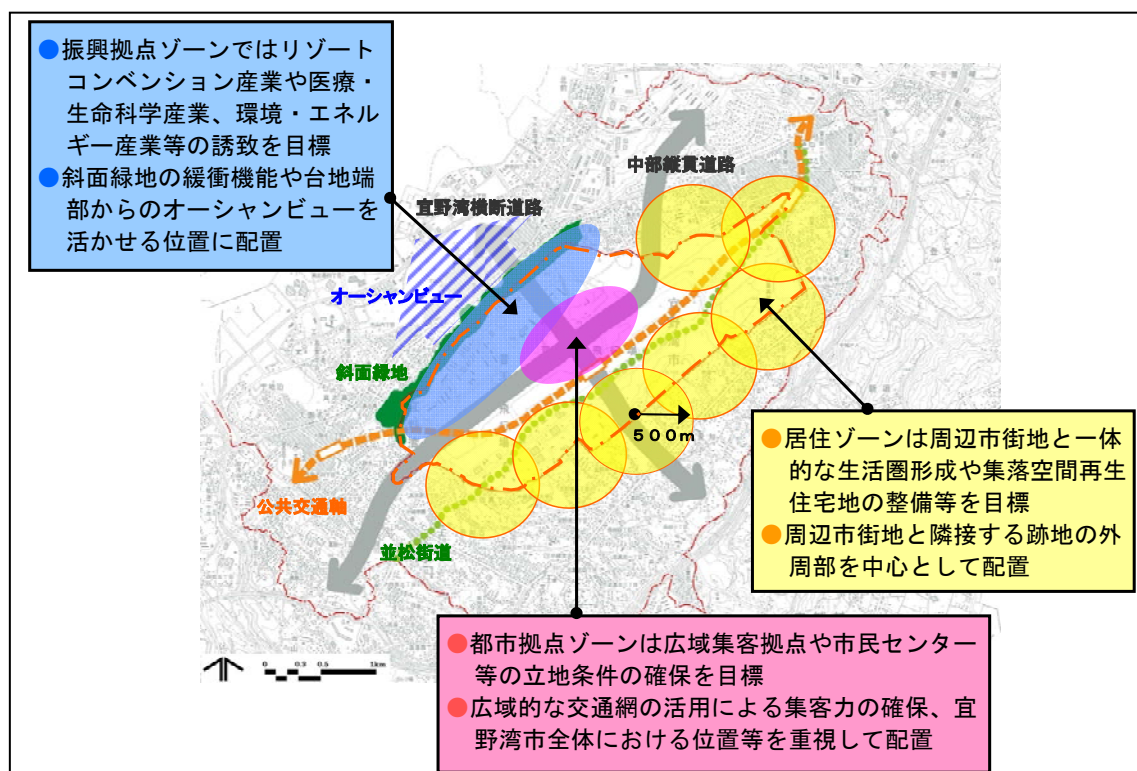 ●振興拠点ゾーンではリゾート
コンベンション産業や医療・
生命科学産業、環境・エネル
ギー産業等の誘致を目標
●斜面緑地の緩衝機能や台地端
部からのオーシャンビューを
活かせる位置に配置
中部縦貫道路
宜野湾横断道路
オーシャンビュー
斜面緑地
500m
公共交通軸
並松街道
●居住ゾーンは周辺市街地と一体
的な生活圏形成や集落空間再生
住宅地の整備等を目標
●周辺市街地と隣接する跡地の外
周部を中心として配置
●都市拠点ゾーンは広域集客拠点や市民センター
等の立地条件の確保を目標
●広域的な交通網の活用による集客力の確保、宜
野湾市全体における位置等を重視して配置
0 0.3 0.5 1km